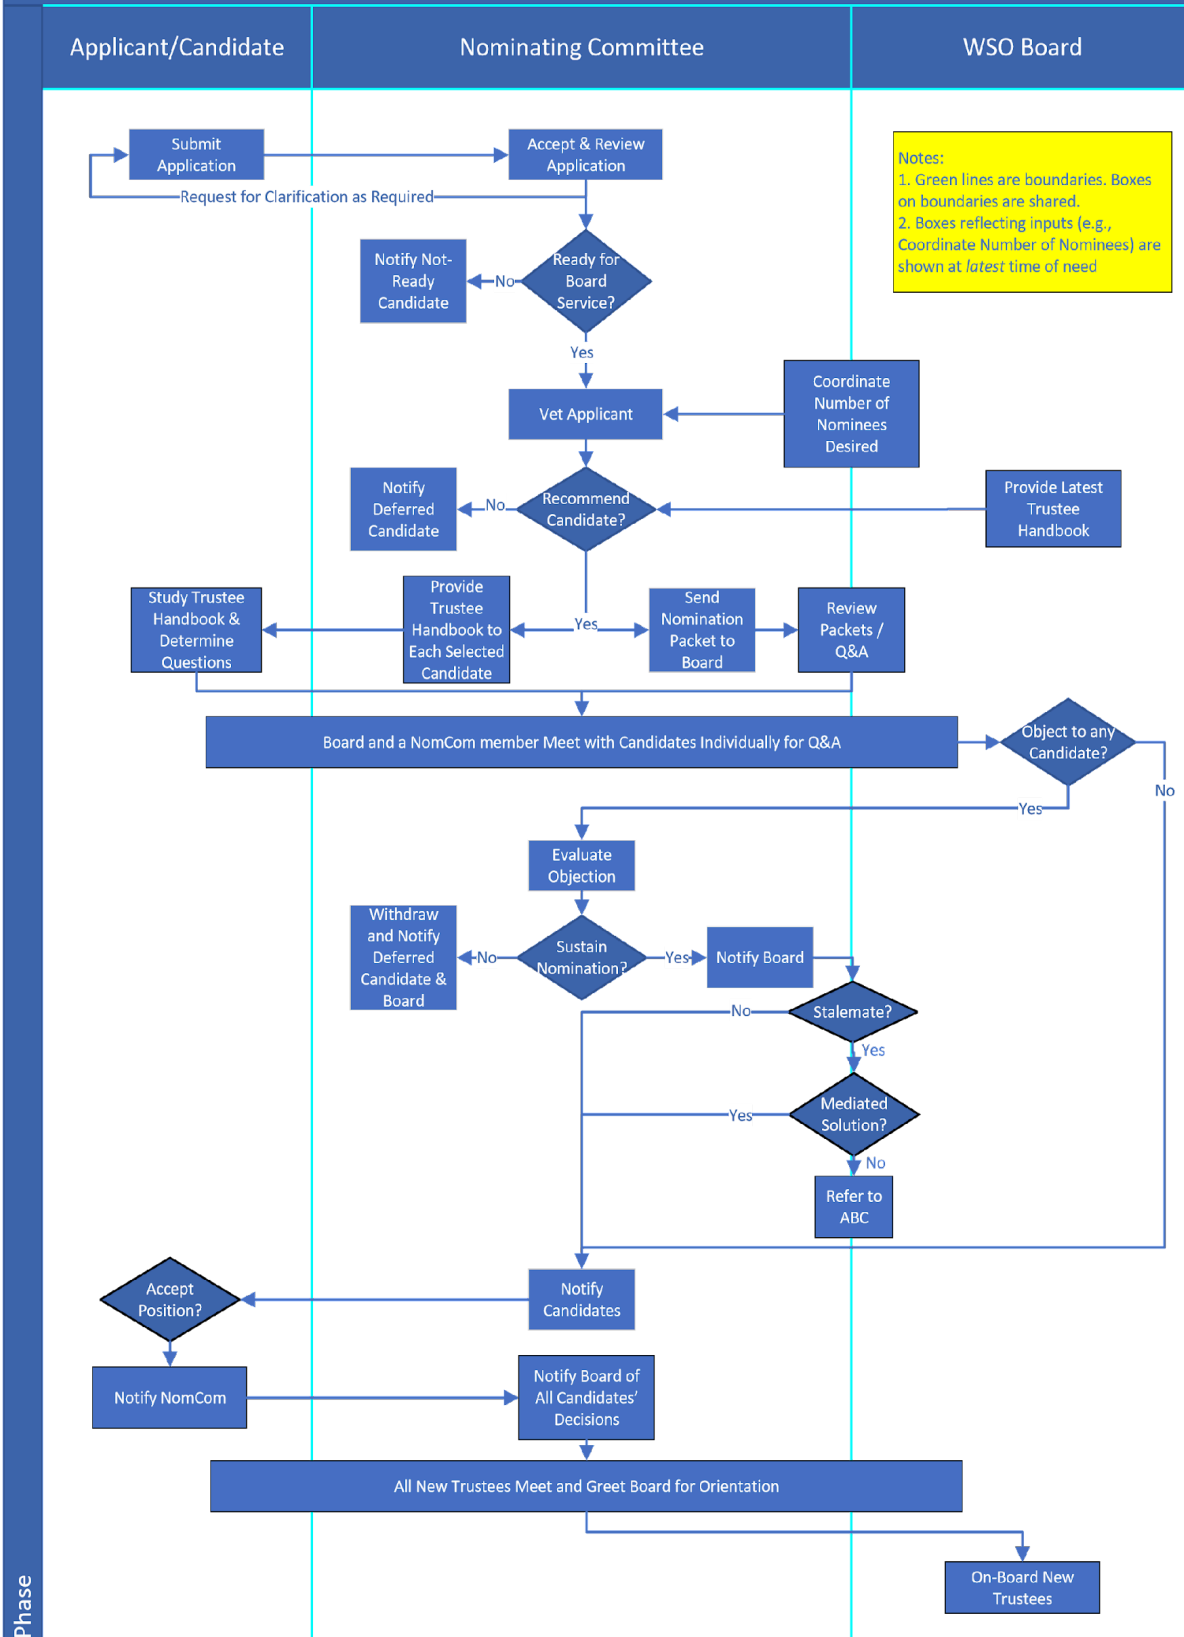 Applicant/Candidate
Nominating Committee
WSO Board
Submit
Application
Accept & Review
Application
Request for Clarification as Required
Notes:
1. Green lines are boundaries. Boxes
on boundaries are shared.
2. Boxes reflecting inputs (e.g.,
Coordinate Number of Nominees) are
shown at latest time of need
Notify Not-
Ready
Candidate
No
Ready for
Board
Service?
Yes
Vet Applicant
Coordinate
Number of
Nominees
Desired
Notify
Deferred
Candidate
No
Recommend
Candidate?
Provide Latest
Trustee
Handbook
Study Trustee
Handbook &
Determine
Questions
Provide
Trustee
Handbook to
Each Selected
Candidate
Yes
Send
Nomination
Packet to
Board
Review
Packets /
Q&A
Board and a NomCom member Meet with Candidates Individually for Q&A
Object to any
Candidate?
No
Yes
Evaluate
Objection
Withdraw
and Notify
Deferred
Candidate &
Board
No
Sustain
Nomination?
Yes
Notify Board
No
Stalemate?
Yes
Yes
Mediated
Solution?
No
Refer to
ABC
Accept
Position?
Notify
Candidates
Notify NomCom
Notify Board of
All Candidates'
Decisions
All New Trustees Meet and Greet Board for Orientation
On-Board New
Trustees
Phase